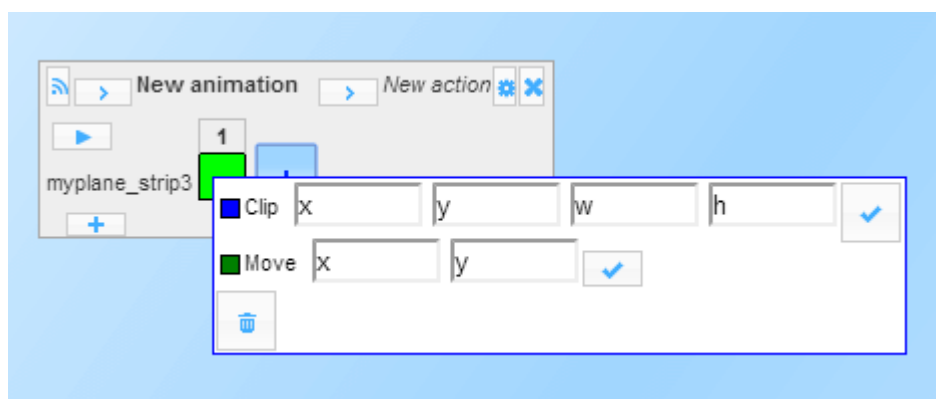 New animation New action
1
myplane_strip3
Clip x y w h
Move x y